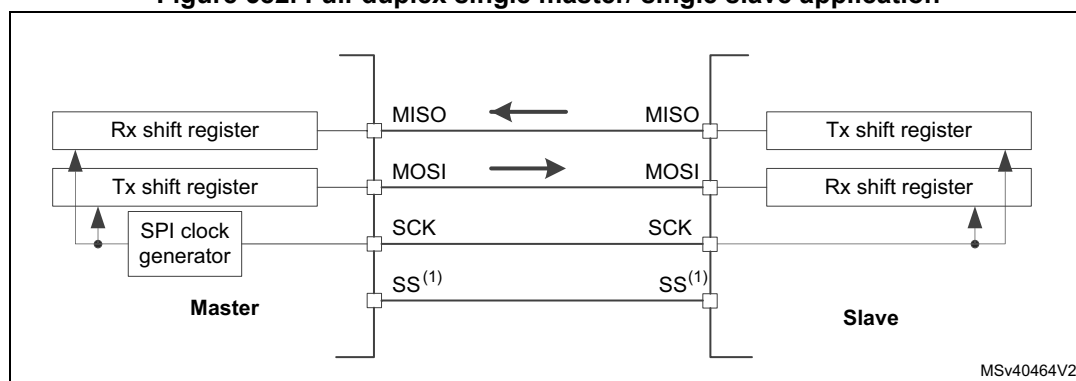 Figure 652. Full-duplex single master/ single slave application
MISO MISO
Rx shift register Tx shift register
MOSI MOSI
Tx shift register Rx shift register
SCK SCK
SPI clock
generator
SS(1) SS(1)
Master Slave
MSv40464V2